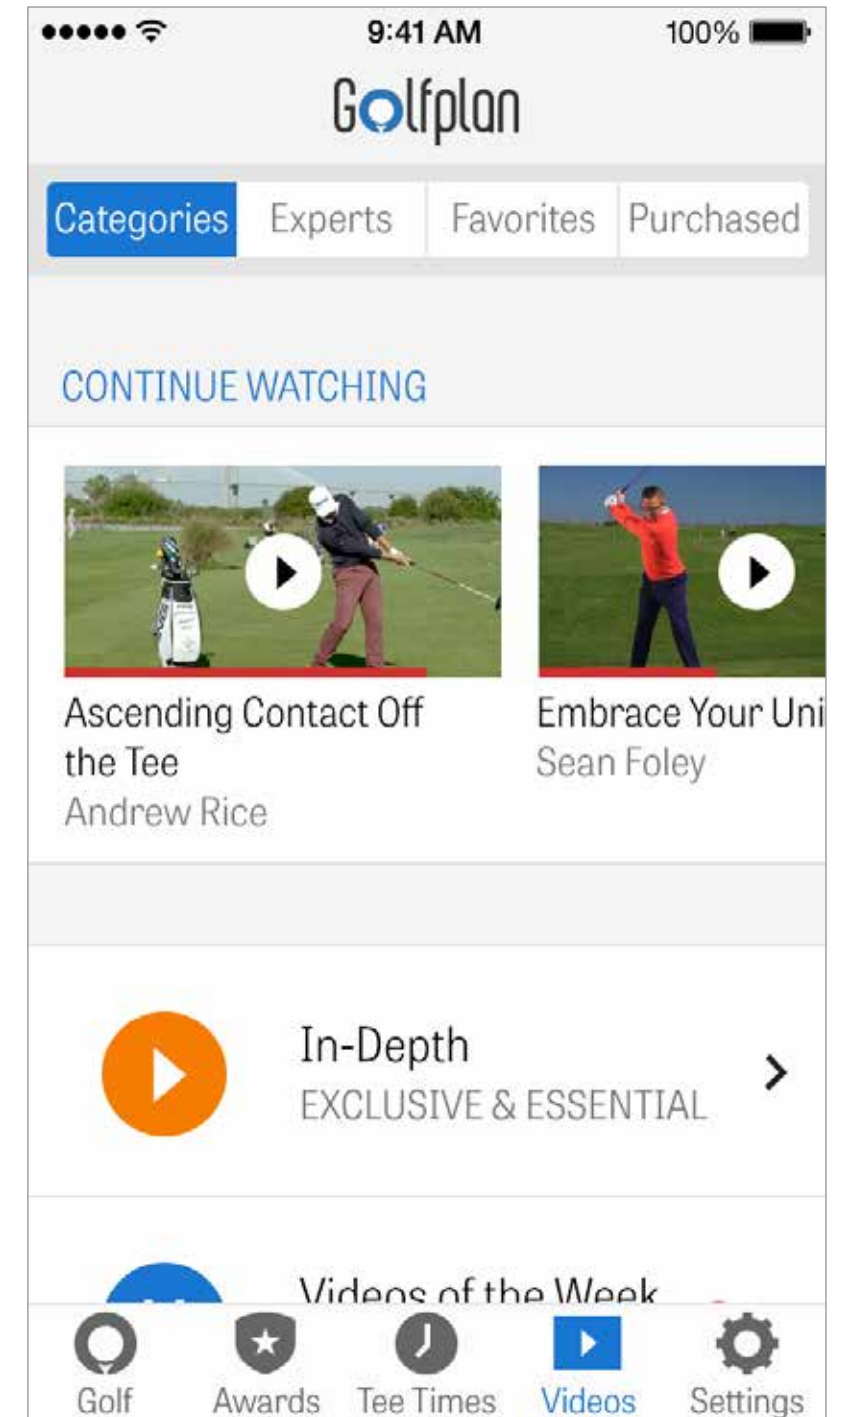 9:41 AM 100%
Golfplan
Categories Experts Favorites Purchased
CONTINUE WATCHING
Ascending Contact Off
the Tee
Andrew Rice
Embrace Your Uni
Sean Foley
In-Depth
EXCLUSIVE & ESSENTIAL
Videos of the Week
Golf Awards Tee Times Videos Settings